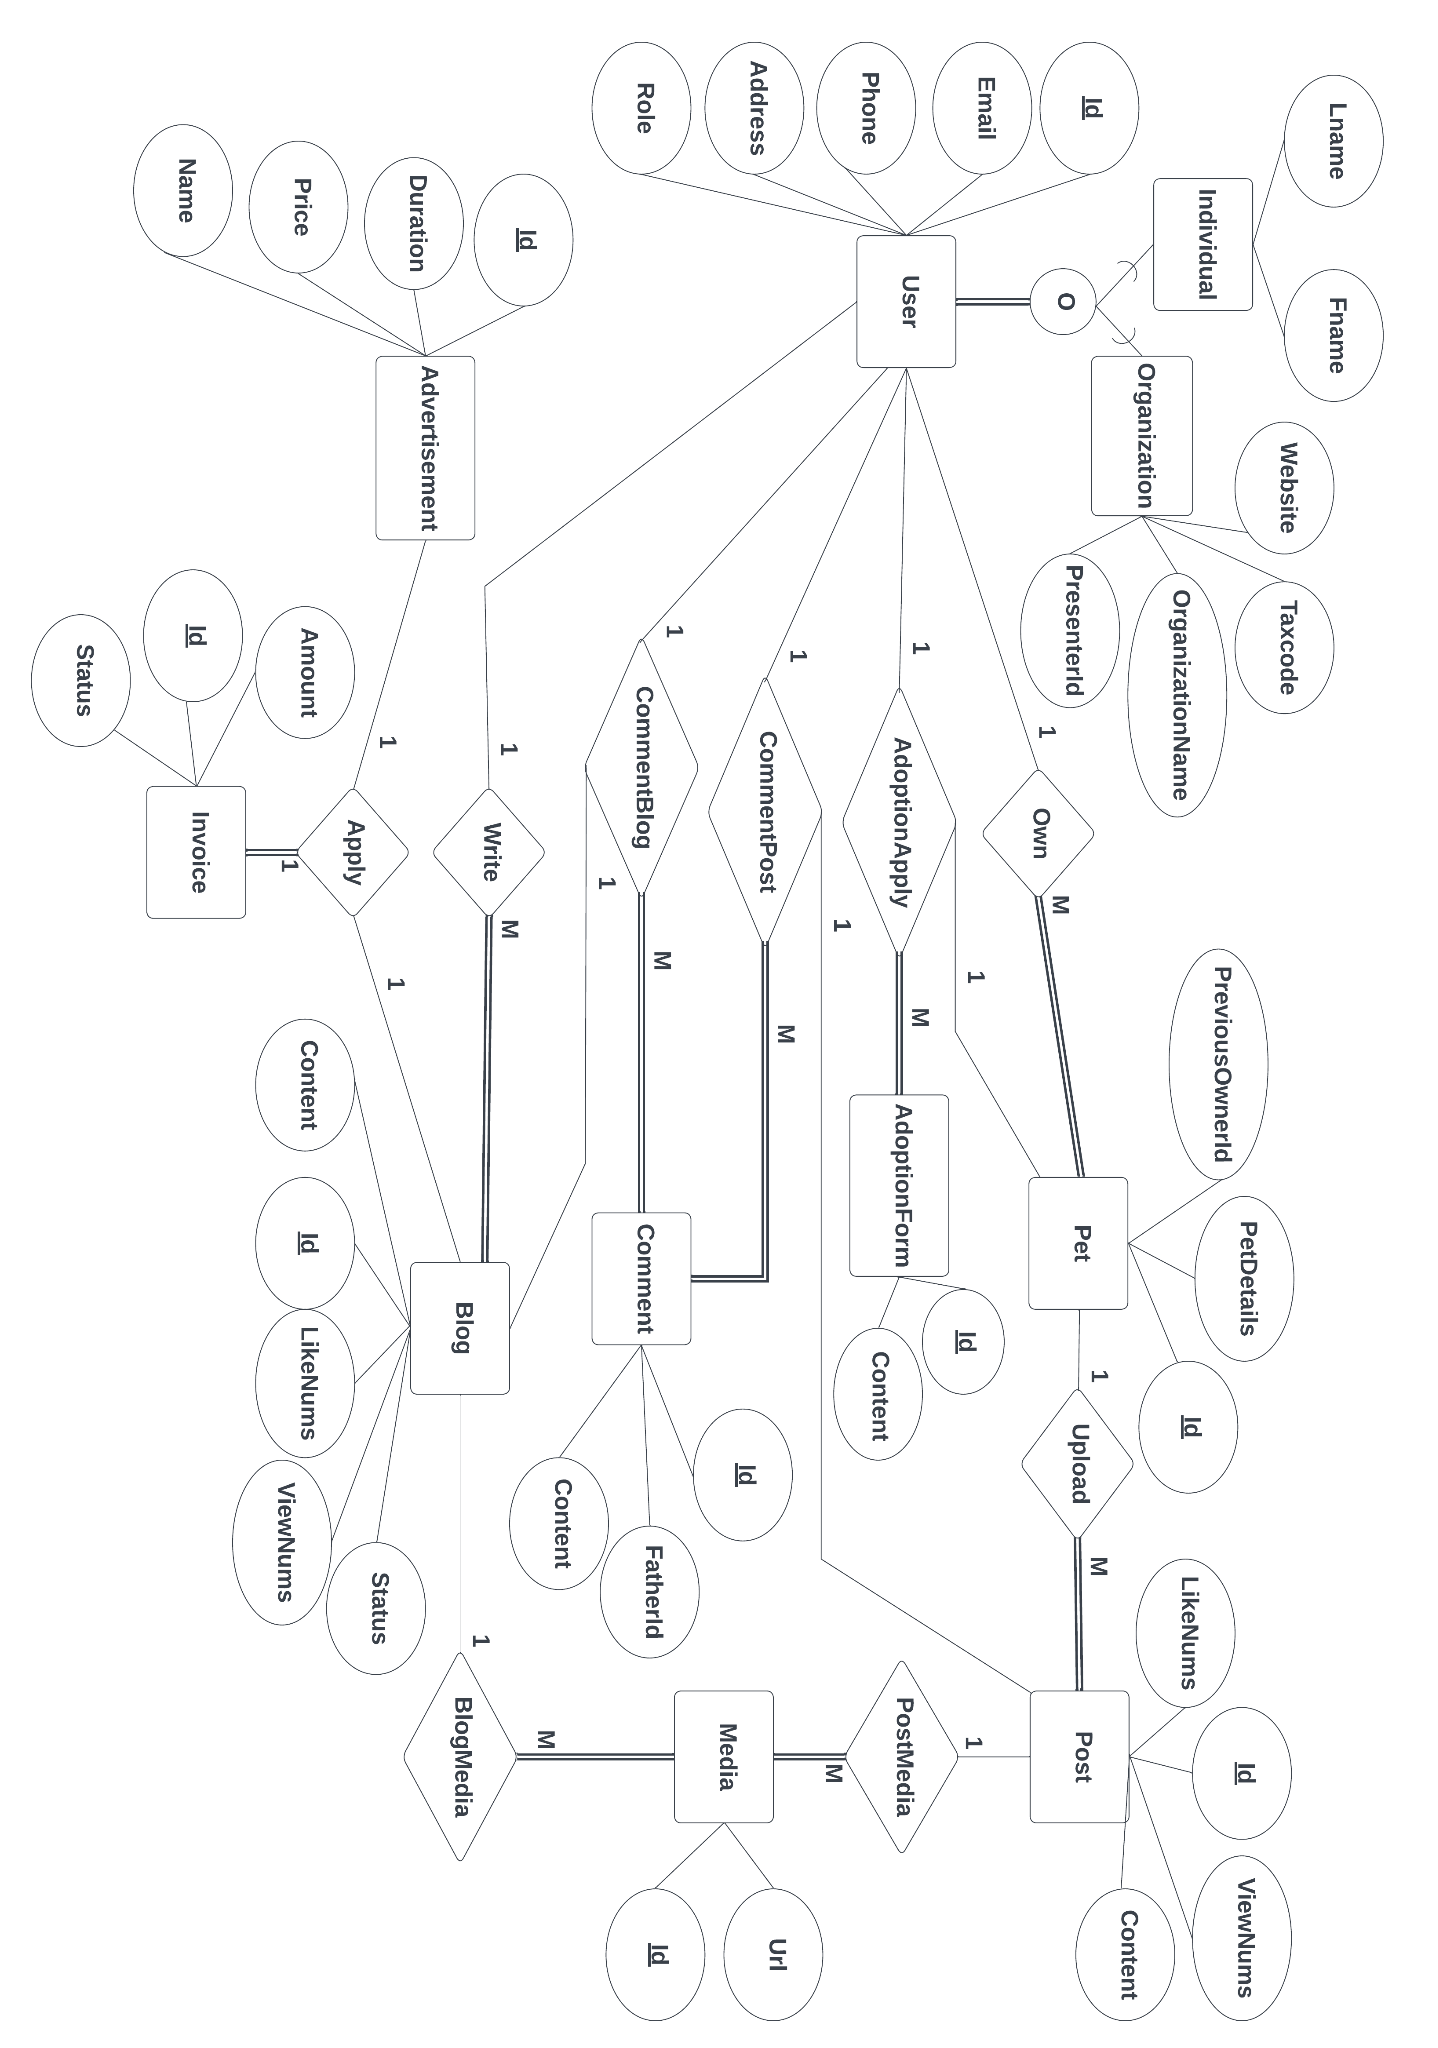 Lname
Fname
Individual
Id
Email
Phone
Address
Role
O
User
Organization
Website
Taxcode
OrganizationName
PresenterId
Id
Duration
Price
Name
Advertisement
Amount
Id
Status
Invoice
1
Apply
1
1
1
Write
M
1
CommentBlog
1
M
1
CommentPost
1
M
1
AdoptionApply
1
M
1
Own
M
PreviousOwnerId
PetDetails
Id
Pet
AdoptionForm
Id
Content
Comment
Id
FatherId
Content
Blog
Content
Id
LikeNums
ViewNums
Status
1
Upload
M
LikeNums
Id
ViewNums
Content
Post
1
PostMedia
M
Media
M
BlogMedia
1
Url
Id